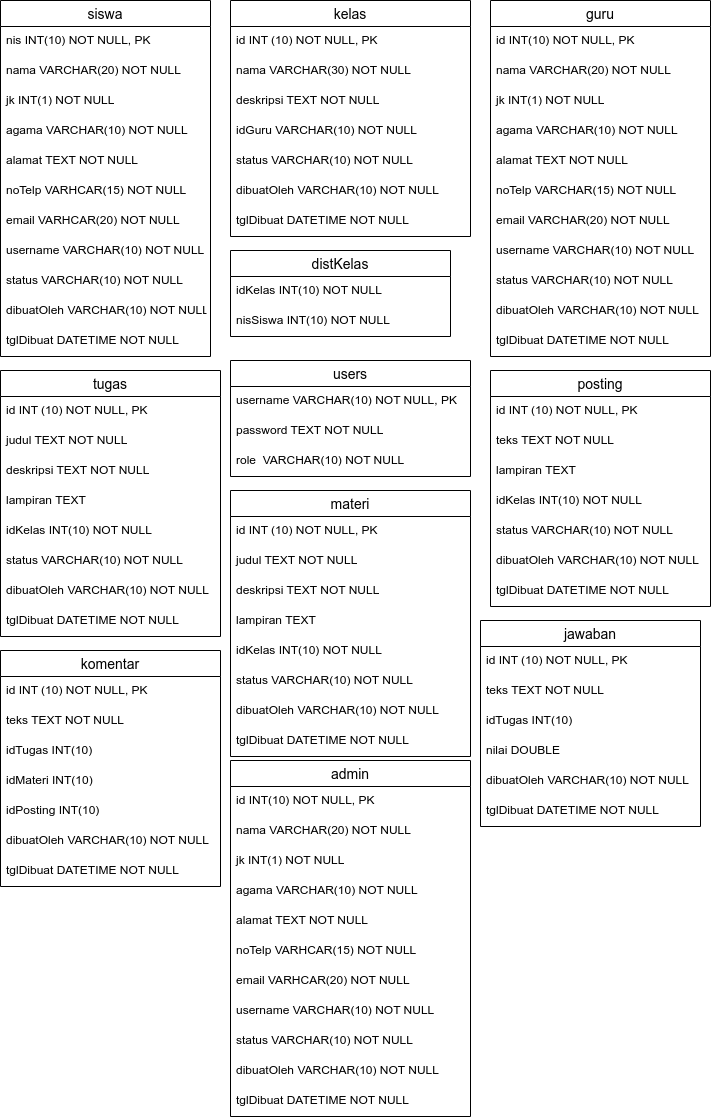 siswa
nis INT(10) NOT NULL, PK
nama VARCHAR(20) NOT NULL
jk INT(1) NOT NULL
agama VARCHAR(10) NOT NULL
alamat TEXT NOT NULL
noTelp VARHCAR(15) NOT NULL
email VARHCAR(20) NOT NULL
username VARCHAR(10) NOT NULL
status VARCHAR(10) NOT NULL
dibuatOleh VARCHAR(10) NOT NULL
tglDibuat DATETIME NOT NULL
kelas
id INT (10) NOT NULL, PK
nama VARCHAR(30) NOT NULL
deskripsi TEXT NOT NULL
idGuru VARCHAR(10) NOT NULL
status VARCHAR(10) NOT NULL
dibuatOleh VARCHAR(10) NOT NULL
tglDibuat DATETIME NOT NULL
guru
id INT(10) NOT NULL, PK
nama VARCHAR(20) NOT NULL
jk INT(1) NOT NULL
agama VARCHAR(10) NOT NULL
alamat TEXT NOT NULL
noTelp VARHCAR(15) NOT NULL
email VARHCAR(20) NOT NULL
username VARCHAR(10) NOT NULL
status VARCHAR(10) NOT NULL
dibuatOleh VARCHAR(10) NOT NULL
tglDibuat DATETIME NOT NULL
distKelas
idKelas INT(10) NOT NULL
nisSiswa INT(10) NOT NULL
users
username VARCHAR(10) NOT NULL, PK
password TEXT NOT NULL
role  VARCHAR(10) NOT NULL
tugas
id INT (10) NOT NULL, PK
judul TEXT NOT NULL
deskripsi TEXT NOT NULL
lampiran TEXT
idKelas INT(10) NOT NULL
status VARCHAR(10) NOT NULL
dibuatOleh VARCHAR(10) NOT NULL
tglDibuat DATETIME NOT NULL
posting
id INT (10) NOT NULL, PK
teks TEXT NOT NULL
lampiran TEXT
idKelas INT(10) NOT NULL
status VARCHAR(10) NOT NULL
dibuatOleh VARCHAR(10) NOT NULL
tglDibuat DATETIME NOT NULL
materi
id INT (10) NOT NULL, PK
judul TEXT NOT NULL
deskripsi TEXT NOT NULL
lampiran TEXT
idKelas INT(10) NOT NULL
status VARCHAR(10) NOT NULL
dibuatOleh VARCHAR(10) NOT NULL
tglDibuat DATETIME NOT NULL
komentar
id INT (10) NOT NULL, PK
teks TEXT NOT NULL
idTugas INT(10)
idMateri INT(10)
idPosting INT(10)
dibuatOleh VARCHAR(10) NOT NULL
tglDibuat DATETIME NOT NULL
jawaban
id INT (10) NOT NULL, PK
teks TEXT NOT NULL
idTugas INT(10)
nilai DOUBLE
dibuatOleh VARCHAR(10) NOT NULL
tglDibuat DATETIME NOT NULL
admin
id INT(10) NOT NULL, PK
nama VARCHAR(20) NOT NULL
jk INT(1) NOT NULL
agama VARCHAR(10) NOT NULL
alamat TEXT NOT NULL
noTelp VARHCAR(15) NOT NULL
email VARHCAR(20) NOT NULL
username VARCHAR(10) NOT NULL
status VARCHAR(10) NOT NULL
dibuatOleh VARCHAR(10) NOT NULL
tglDibuat DATETIME NOT NULL